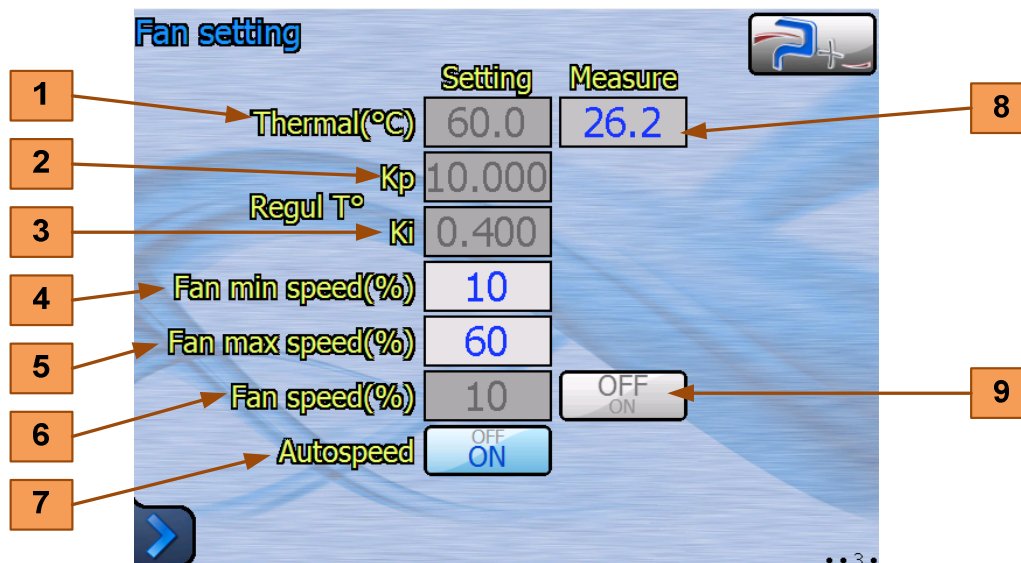 Fan setting
Setting Measure
1 Thermal(°C) 60.0 26.2 8
2 Kp 10.000
Regul T°
3 Ki 0.400
4 Fan min speed(%) 10
5 Fan max speed(%) 60
6 Fan speed(%) 10 OFF ON 9
7 Autospeed OFF ON
3